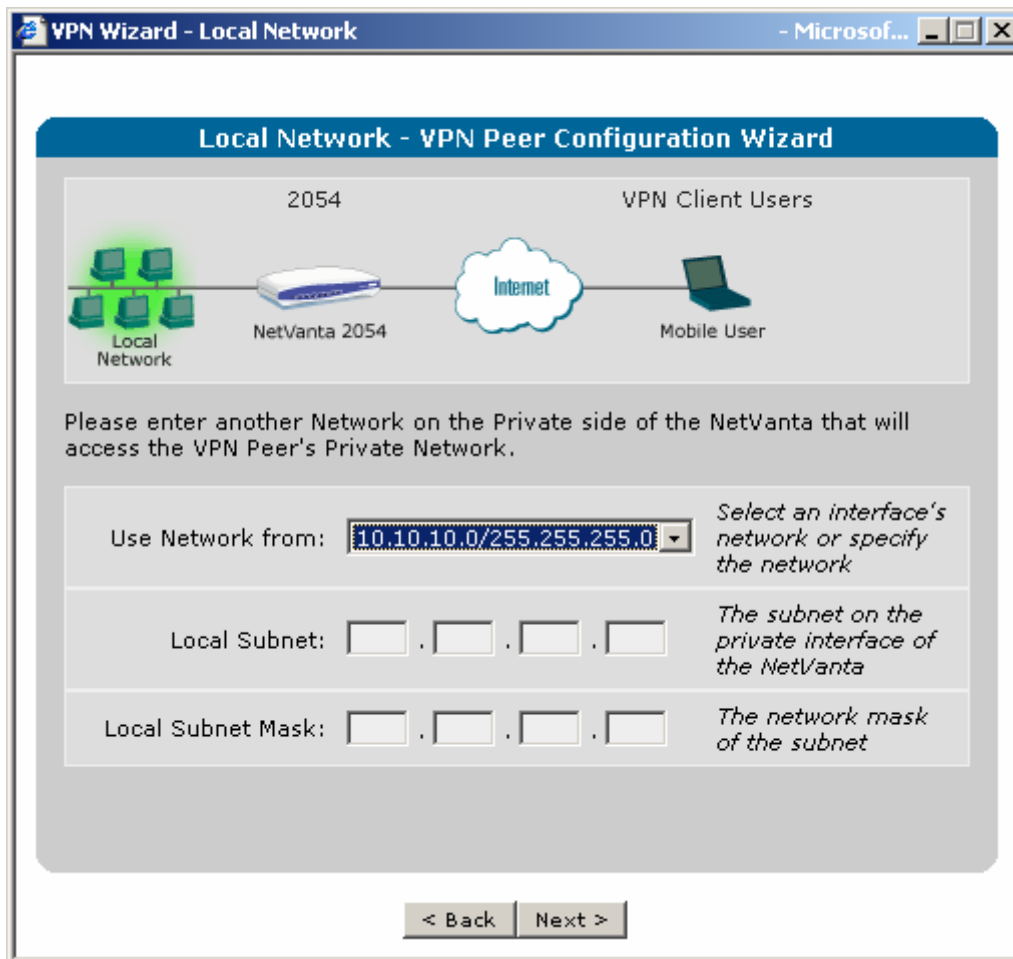 VPN Wizard - Local Network - Microsof...
Local Network - VPN Peer Configuration Wizard
2054 VPN Client Users
Internet
Local
Network
NetVanta 2054
Mobile User
Please enter another Network on the Private side of the NetVanta that will
access the VPN Peer's Private Network.
Use Network from: 10.10.10.0/255.255.255.0
Select an interface's
network or specify
the network
Local Subnet: . . .
The subnet on the
private interface of
the NetVanta
Local Subnet Mask: . . .
The network mask
of the subnet
< Back Next >